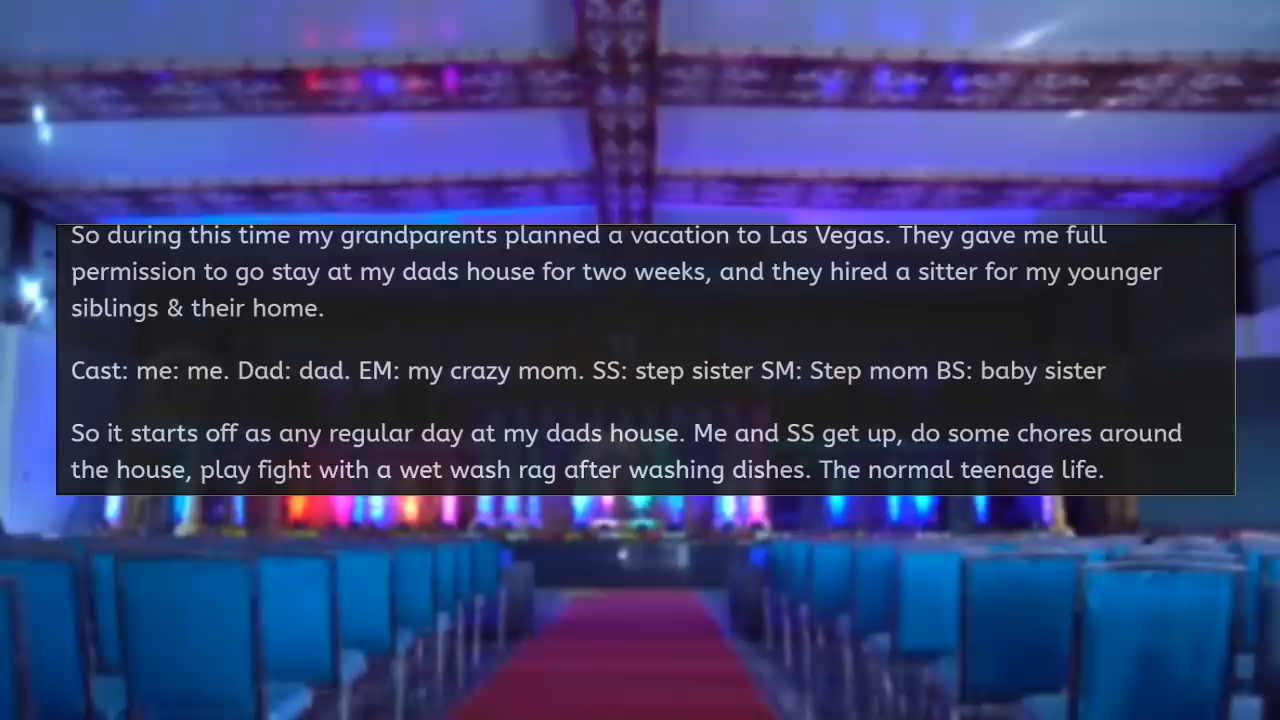 So during this time my grandparents planned a vacation to Las Vegas. They gave me full
permission to go stay at my dads house for two weeks, and they hired a sitter for my younger
siblings & their home.
Cast: me: me. Dad: dad. EM: my crazy mom. SS: step sister SM: Step mom BS: baby sister
So it starts off as any regular day at my dads house. Me and SS get up, do some chores around
the house, play fight with a wet wash rag after washing dishes. The normal teenage life.